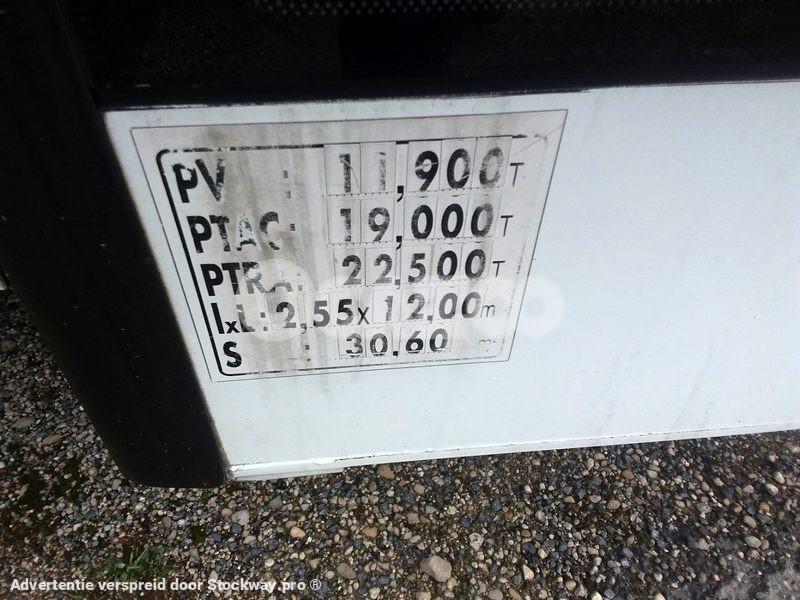 PV : 11,900 T
PTAC: 19,000 T
PTRA: 22,500 T
lxL: 2,55 x 12,00 m
S : 30,60 m²
Advertentie verspreid door Stockway.pro ®